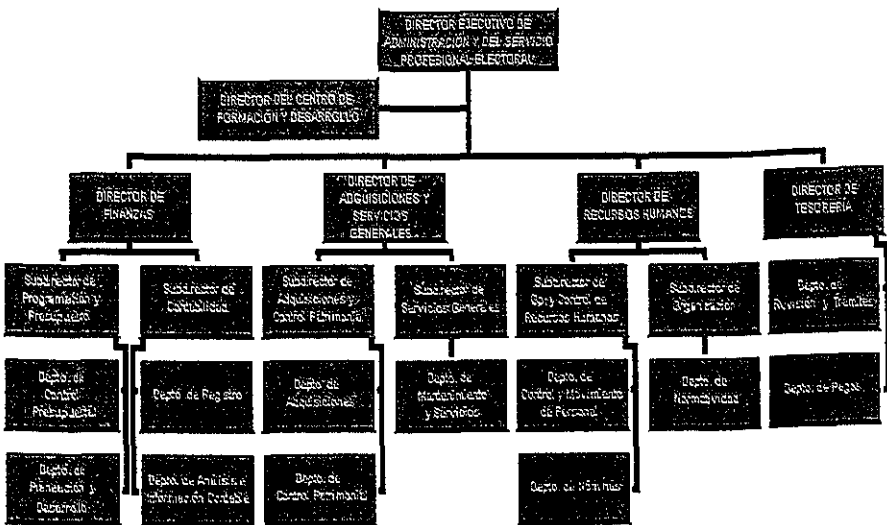 DIRECTOR EJECUTIVO DE
ADMINISTRACIÓN Y DEL SERVICIO
PROFESIONAL ELECTORAL
DIRECTOR DEL CENTRO DE
FORMACIÓN Y DESARROLLO
DIRECTOR DE
FINANZAS
DIRECTOR DE
ADQUISICIONES Y
SERVICIOS
GENERALES
DIRECTOR DE
RECURSOS HUMANOS
DIRECTOR DE
TESORERÍA
Subdirector de
Programación y
Presupuesto
Subdirector de
Contabilidad
Subdirector de
Adquisiciones y
Control Patrimonial
Subdirector de
Servicios Generales
Subdirector de
Op y Control de
Recursos Humanos
Subdirector de
Organización
Depto. de
Revisión y Trámites
Depto. de
Control
Presupuestal
Depto. de Registro
Depto. de
Adquisiciones
Depto. de
Mantenimiento
y Servicios
Depto. de
Control y Movimiento
de Personal
Depto. de
Normatividad
Depto. de Pagos
Depto. de
Planeación y
Desarrollo
Depto. de Análisis e
Información Contable
Depto. de
Control Patrimonial
Depto. de Nóminas